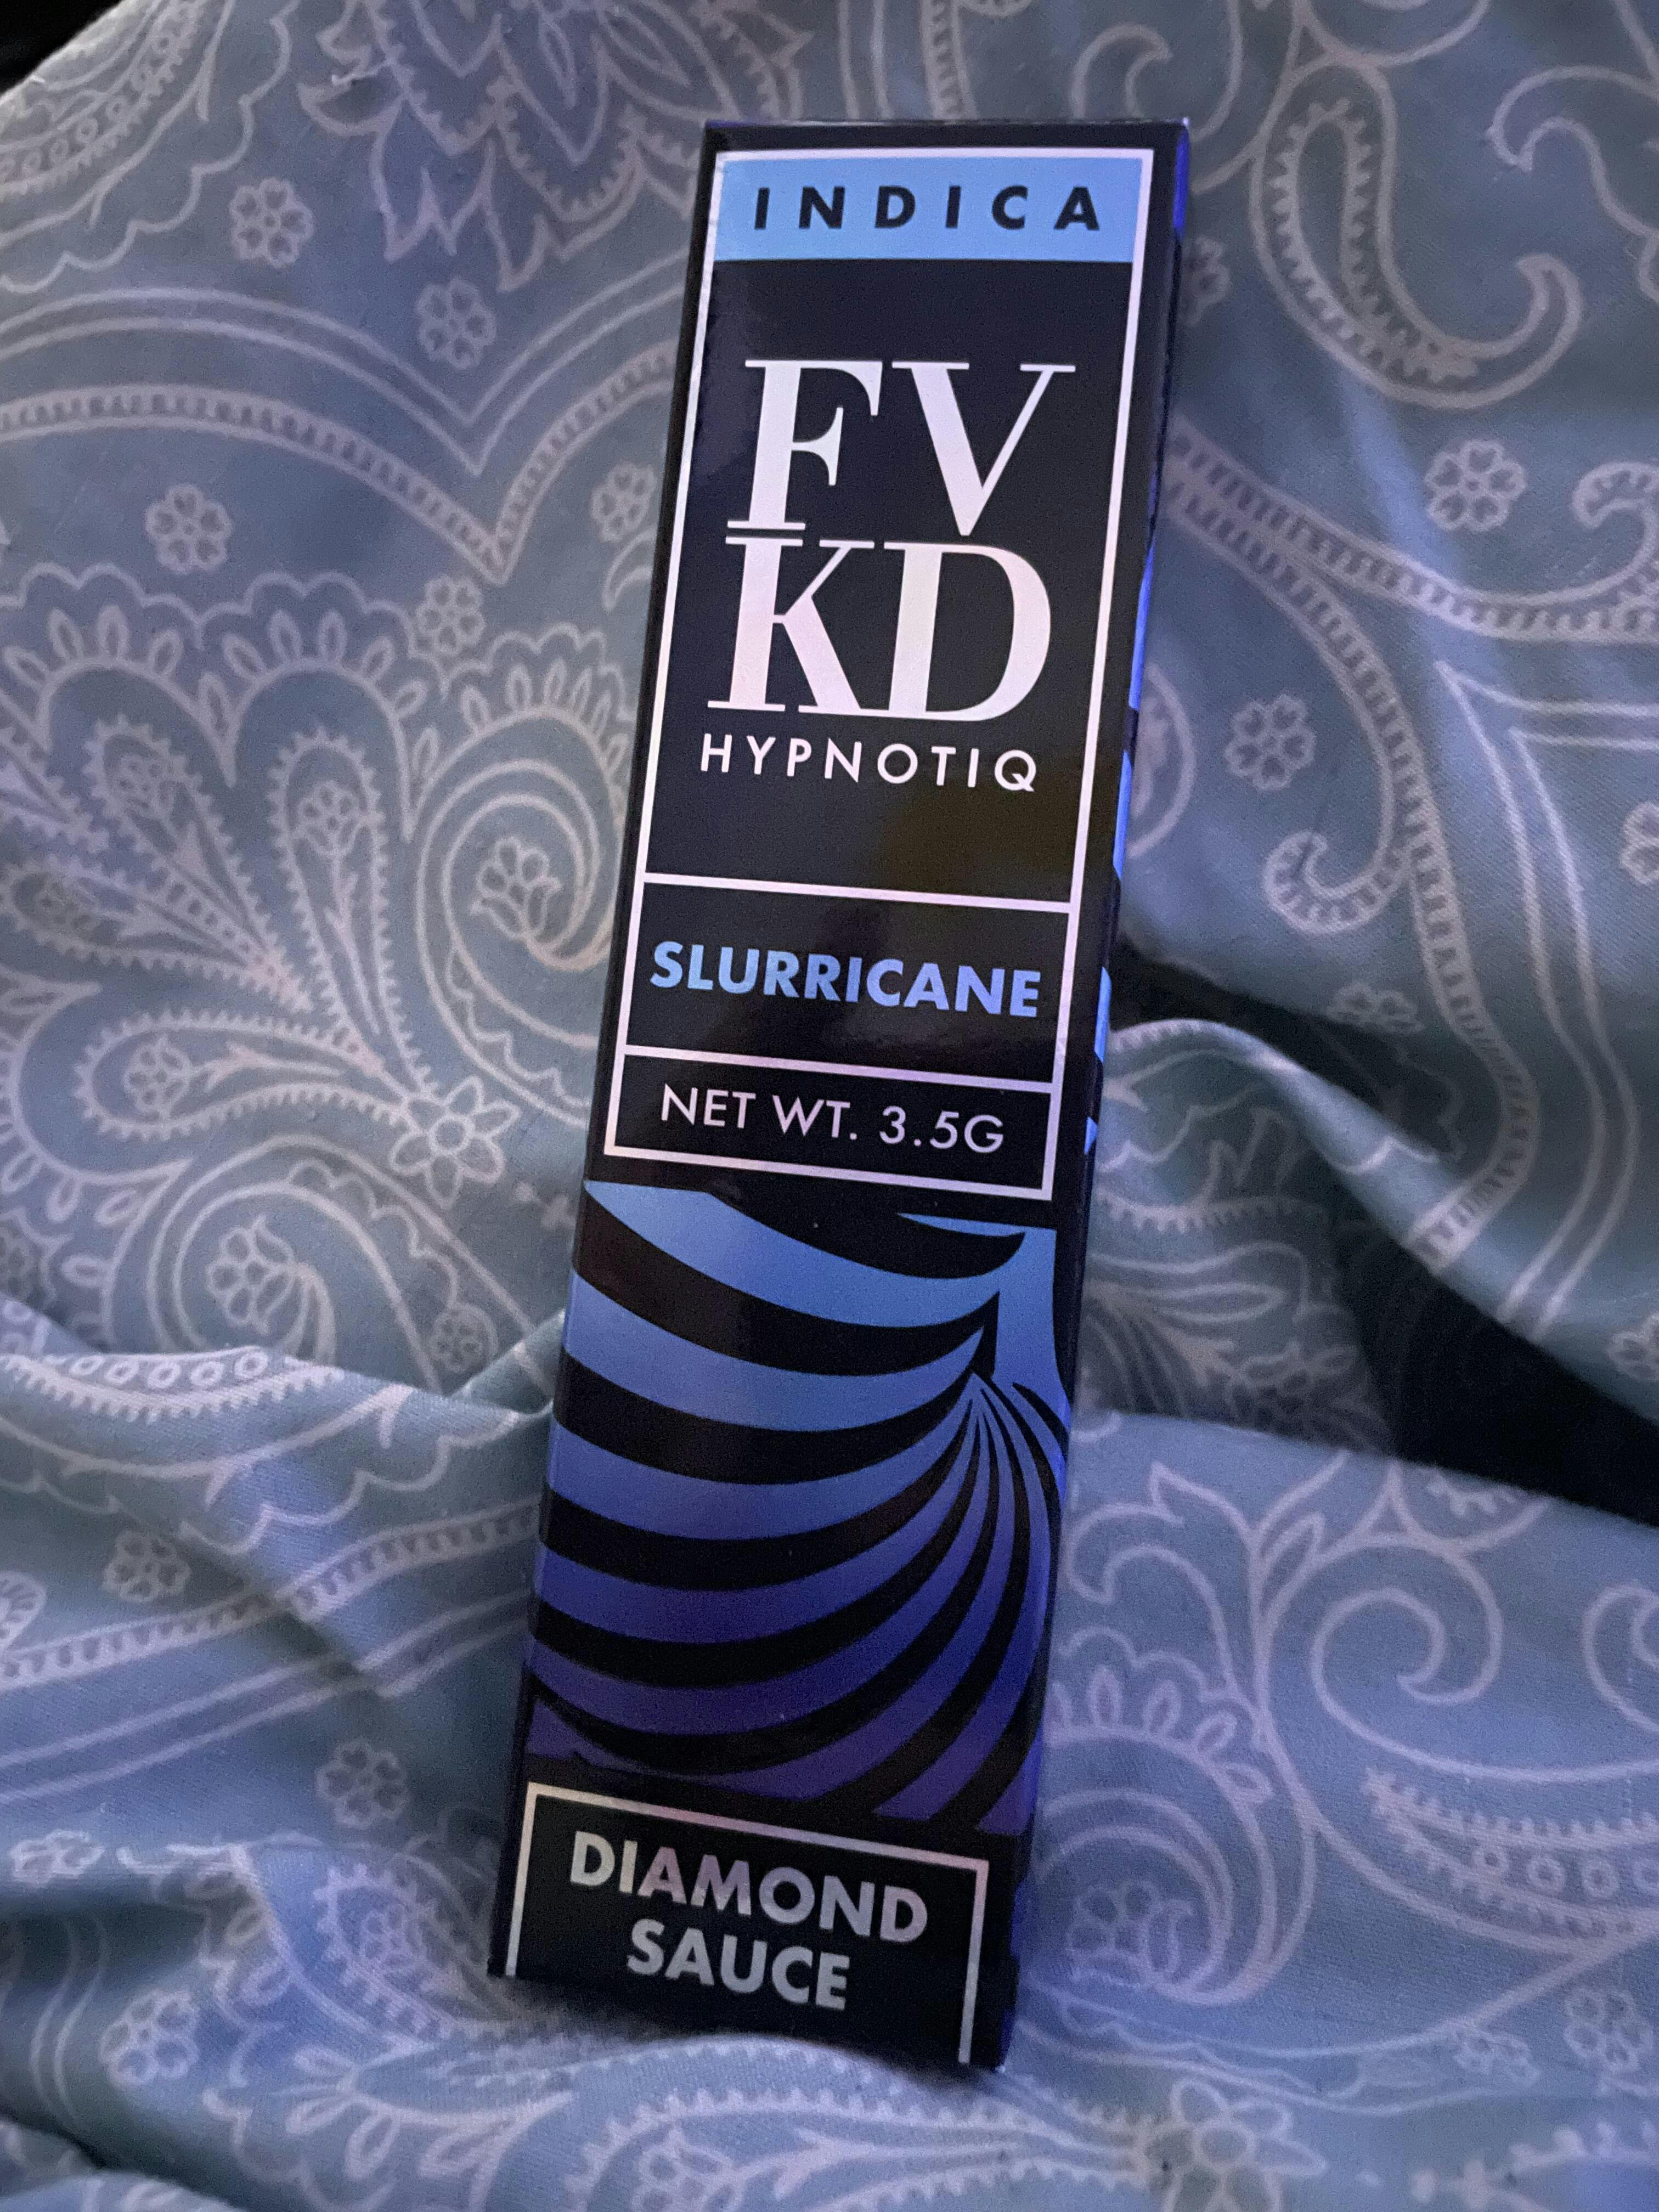 INDICA
FV
KD
HYPNOTIQ
SLURRICANE
NET WT. 3.5G
DIAMOND
SAUCE